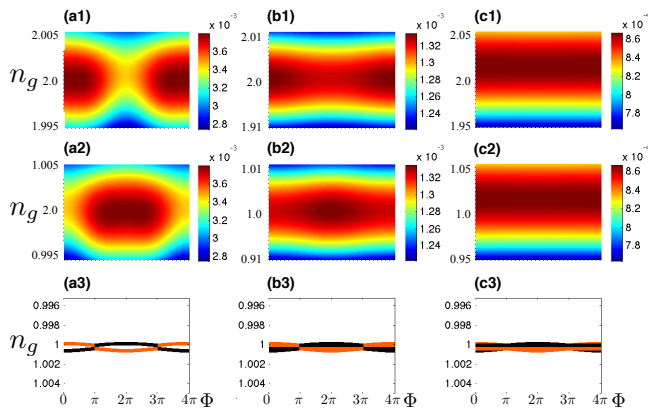 (a1) (b1) (c1)
x 10⁻³ x 10⁻³ x 10⁻⁴
2.005 2.01 2.05
n_g 2.0 2.0 2.0
1.995 1.91 1.95
3.8 3.6 3.4 3.2 3 2.8
1.32 1.3 1.28 1.26 1.24
8.6 8.4 8.2 8 7.8
(a2) (b2) (c2)
x 10⁻³ x 10⁻³ x 10⁻⁴
1.005 1.01 1.05
n_g 2.0 1.0 1.0
0.995 0.91 0.95
3.8 3.6 3.4 3.2 3 2.8
1.32 1.3 1.28 1.26 1.24
8.6 8.4 8.2 8 7.8
(a3) (b3) (c3)
0.996 0.996 0.996
0.998 0.998 0.998
n_g 1 1 1
1.002 1.002 1.002
1.004 1.004 1.004
0 π 2π 3π 4π Φ 0 π 2π 3π 4π Φ 0 π 2π 3π 4π Φ